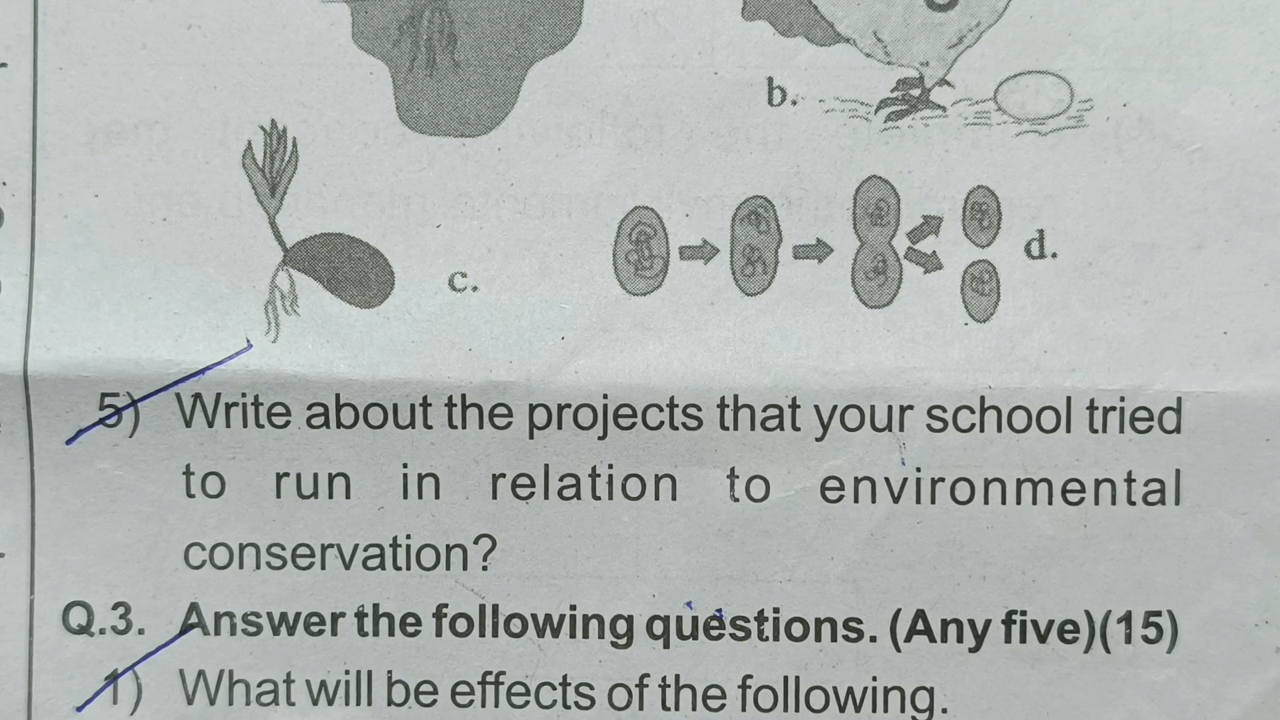 b.
c.
d.
5) Write about the projects that your school tried
to run in relation to environmental
conservation?
Q.3. Answer the following questions. (Any five)(15)
1) What will be effects of the following.